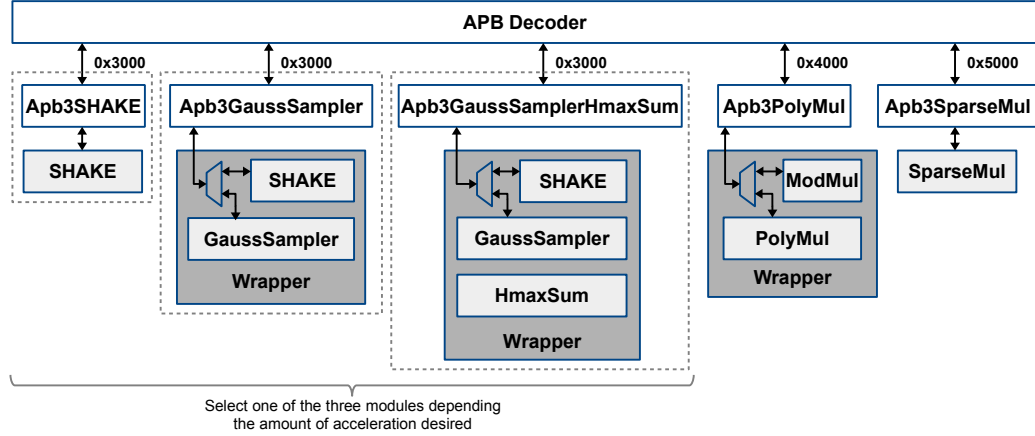 APB Decoder
0x3000
0x3000
0x3000
0x4000
0x5000
Apb3SHAKE
Apb3GaussSampler
Apb3GaussSamplerHmaxSum
Apb3PolyMul
Apb3SparseMul
SHAKE
SHAKE
SHAKE
ModMul
SparseMul
GaussSampler
GaussSampler
PolyMul
Wrapper
HmaxSum
Wrapper
Wrapper
Select one of the three modules depending
the amount of acceleration desired